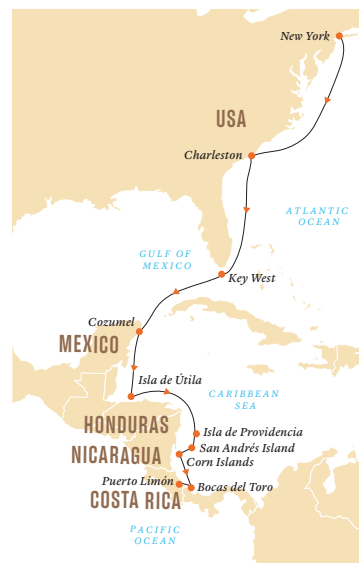 New York
USA
Charleston
ATLANTIC
OCEAN
GULF OF
MEXICO
Key West
Cozumel
MEXICO
Isla de Útila
CARIBBEAN
SEA
HONDURAS
Isla de Providencia
San Andrés Island
NICARAGUA
Corn Islands
Puerto Limón
Bocas del Toro
COSTA RICA
PACIFIC
OCEAN